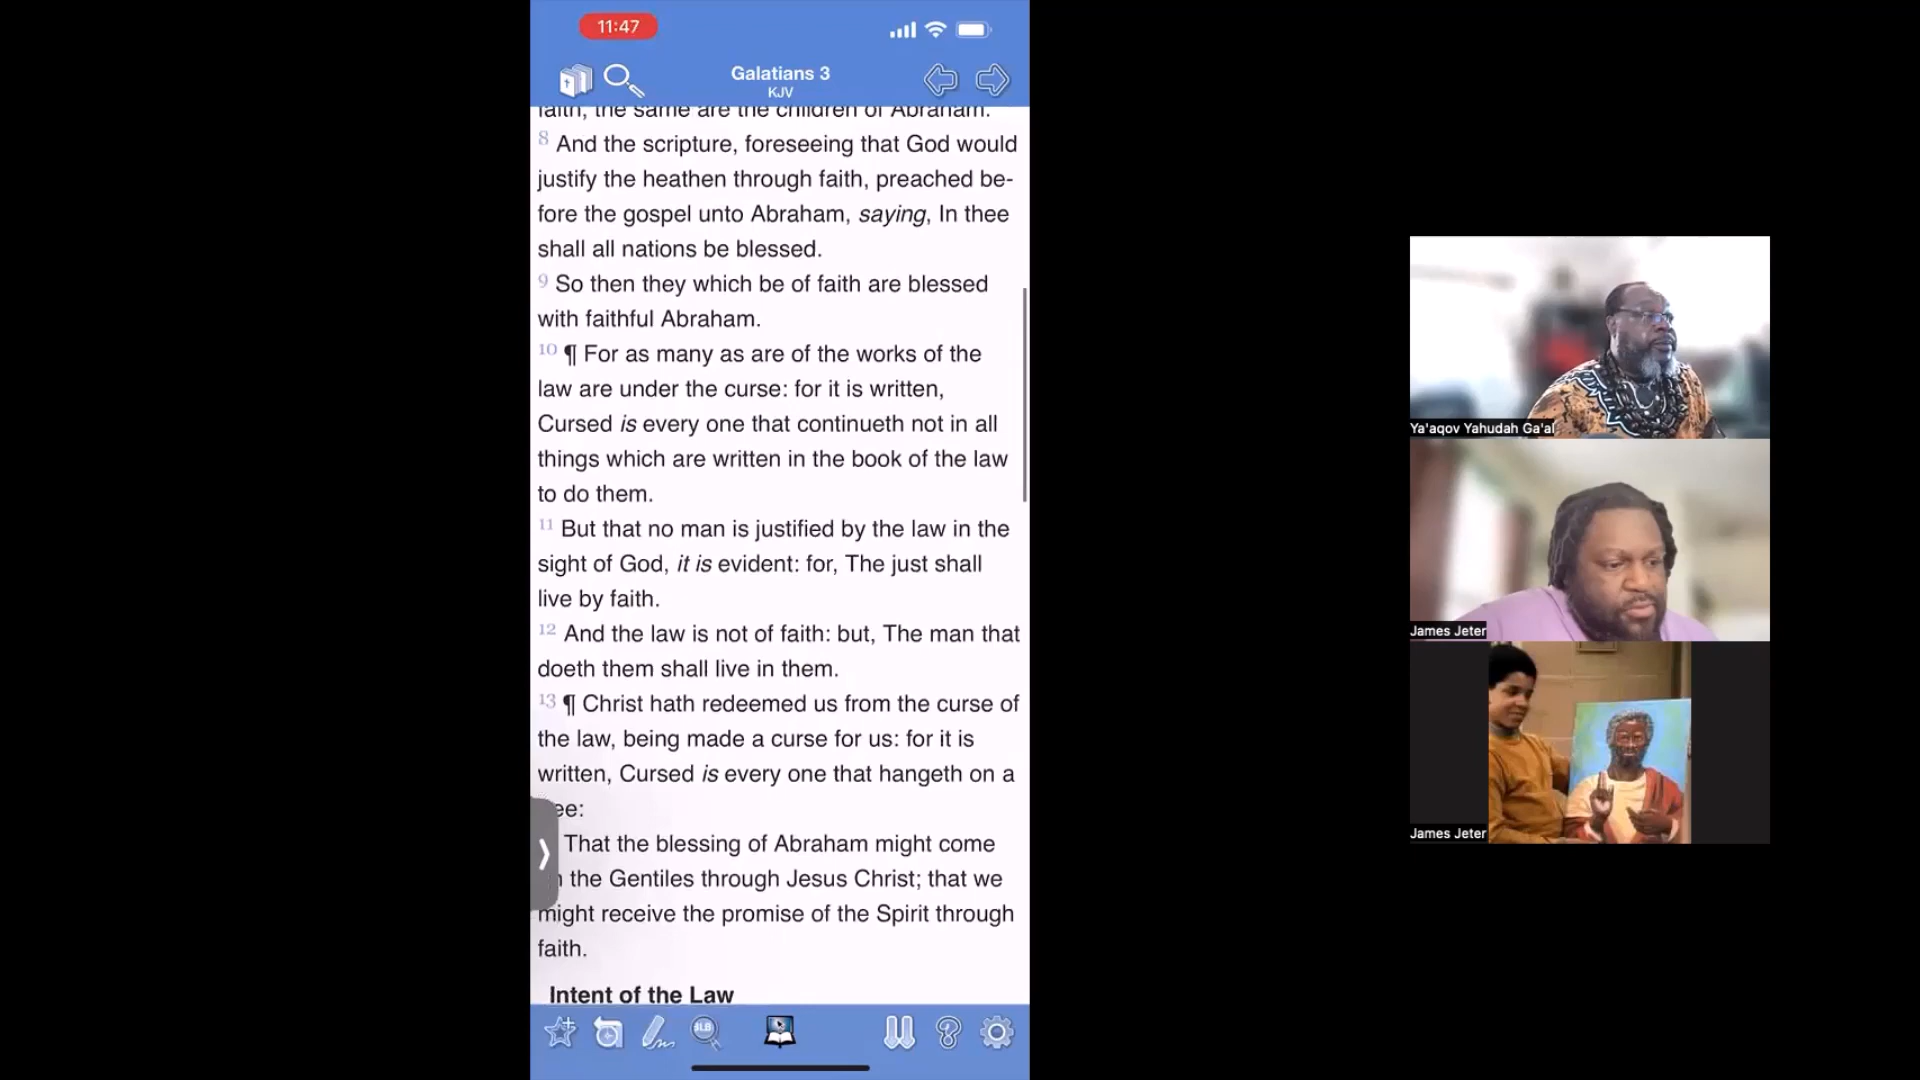 11:47
Galatians 3
KJV
faith, the same are the children of Abraham.
8 And the scripture, foreseeing that God would
justify the heathen through faith, preached be-
fore the gospel unto Abraham, saying, In thee
shall all nations be blessed.
9 So then they which be of faith are blessed
with faithful Abraham.
10 ¶ For as many as are of the works of the
law are under the curse: for it is written,
Cursed is every one that continueth not in all
things which are written in the book of the law
to do them.
11 But that no man is justified by the law in the
sight of God, it is evident: for, The just shall
live by faith.
12 And the law is not of faith: but, The man that
doeth them shall live in them.
13 ¶ Christ hath redeemed us from the curse of
the law, being made a curse for us: for it is
written, Cursed is every one that hangeth on a
ee:
That the blessing of Abraham might come
the Gentiles through Jesus Christ; that we
might receive the promise of the Spirit through
faith.
Intent of the Law
BLB
Ya'aqov Yahudah Ga'al
James Jeter
James Jeter